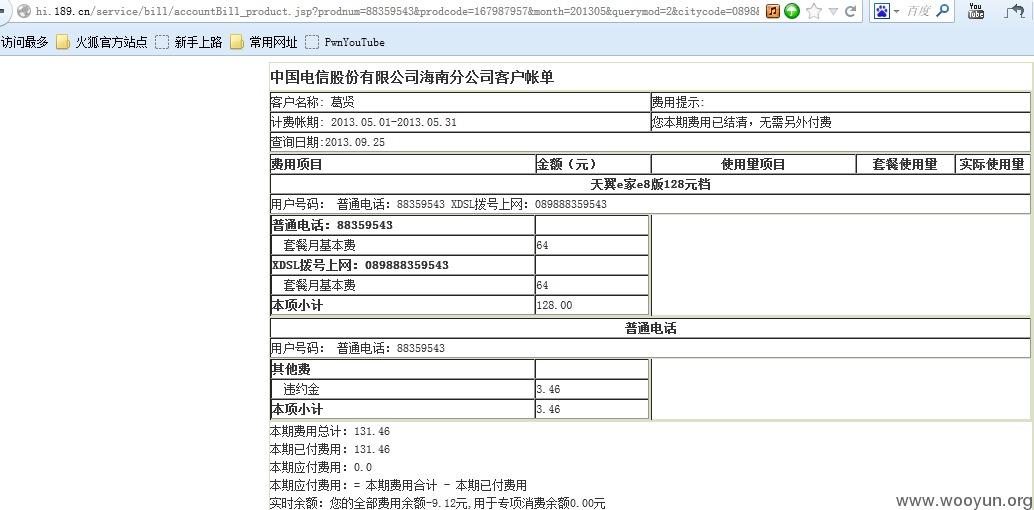 hi.189.cn/service/bill/accountBill_product.jsp?prodnum=88359543&prodcode=167987957&month=201305&querymod=2&citycode=0898&
百度
You
Tube
访问最多 火狐官方站点 新手上路 常用网址 PwnYouTube
中国电信股份有限公司海南分公司客户帐单
客户名称: 葛贤 费用提示:
计费帐期: 2013.05.01-2013.05.31 您本期费用已结清，无需另外付费
查询日期:2013.09.25
费用项目 金额（元） 使用量项目 套餐使用量 实际使用量
天翼e家e8版128元档
用户号码： 普通电话：88359543 XDSL拨号上网：089888359543
普通电话：88359543
套餐月基本费 64
XDSL拨号上网：089888359543
套餐月基本费 64
本项小计 128.00
普通电话
用户号码： 普通电话：88359543
其他费
违约金 3.46
本项小计 3.46
本期费用总计：131.46
本期已付费用：131.46
本期应付费用：0.0
本期应付费用：= 本期费用合计 - 本期已付费用
实时余额：您的全部费用余额-9.12元,用于专项消费余额0.00元
www.wooyun.org